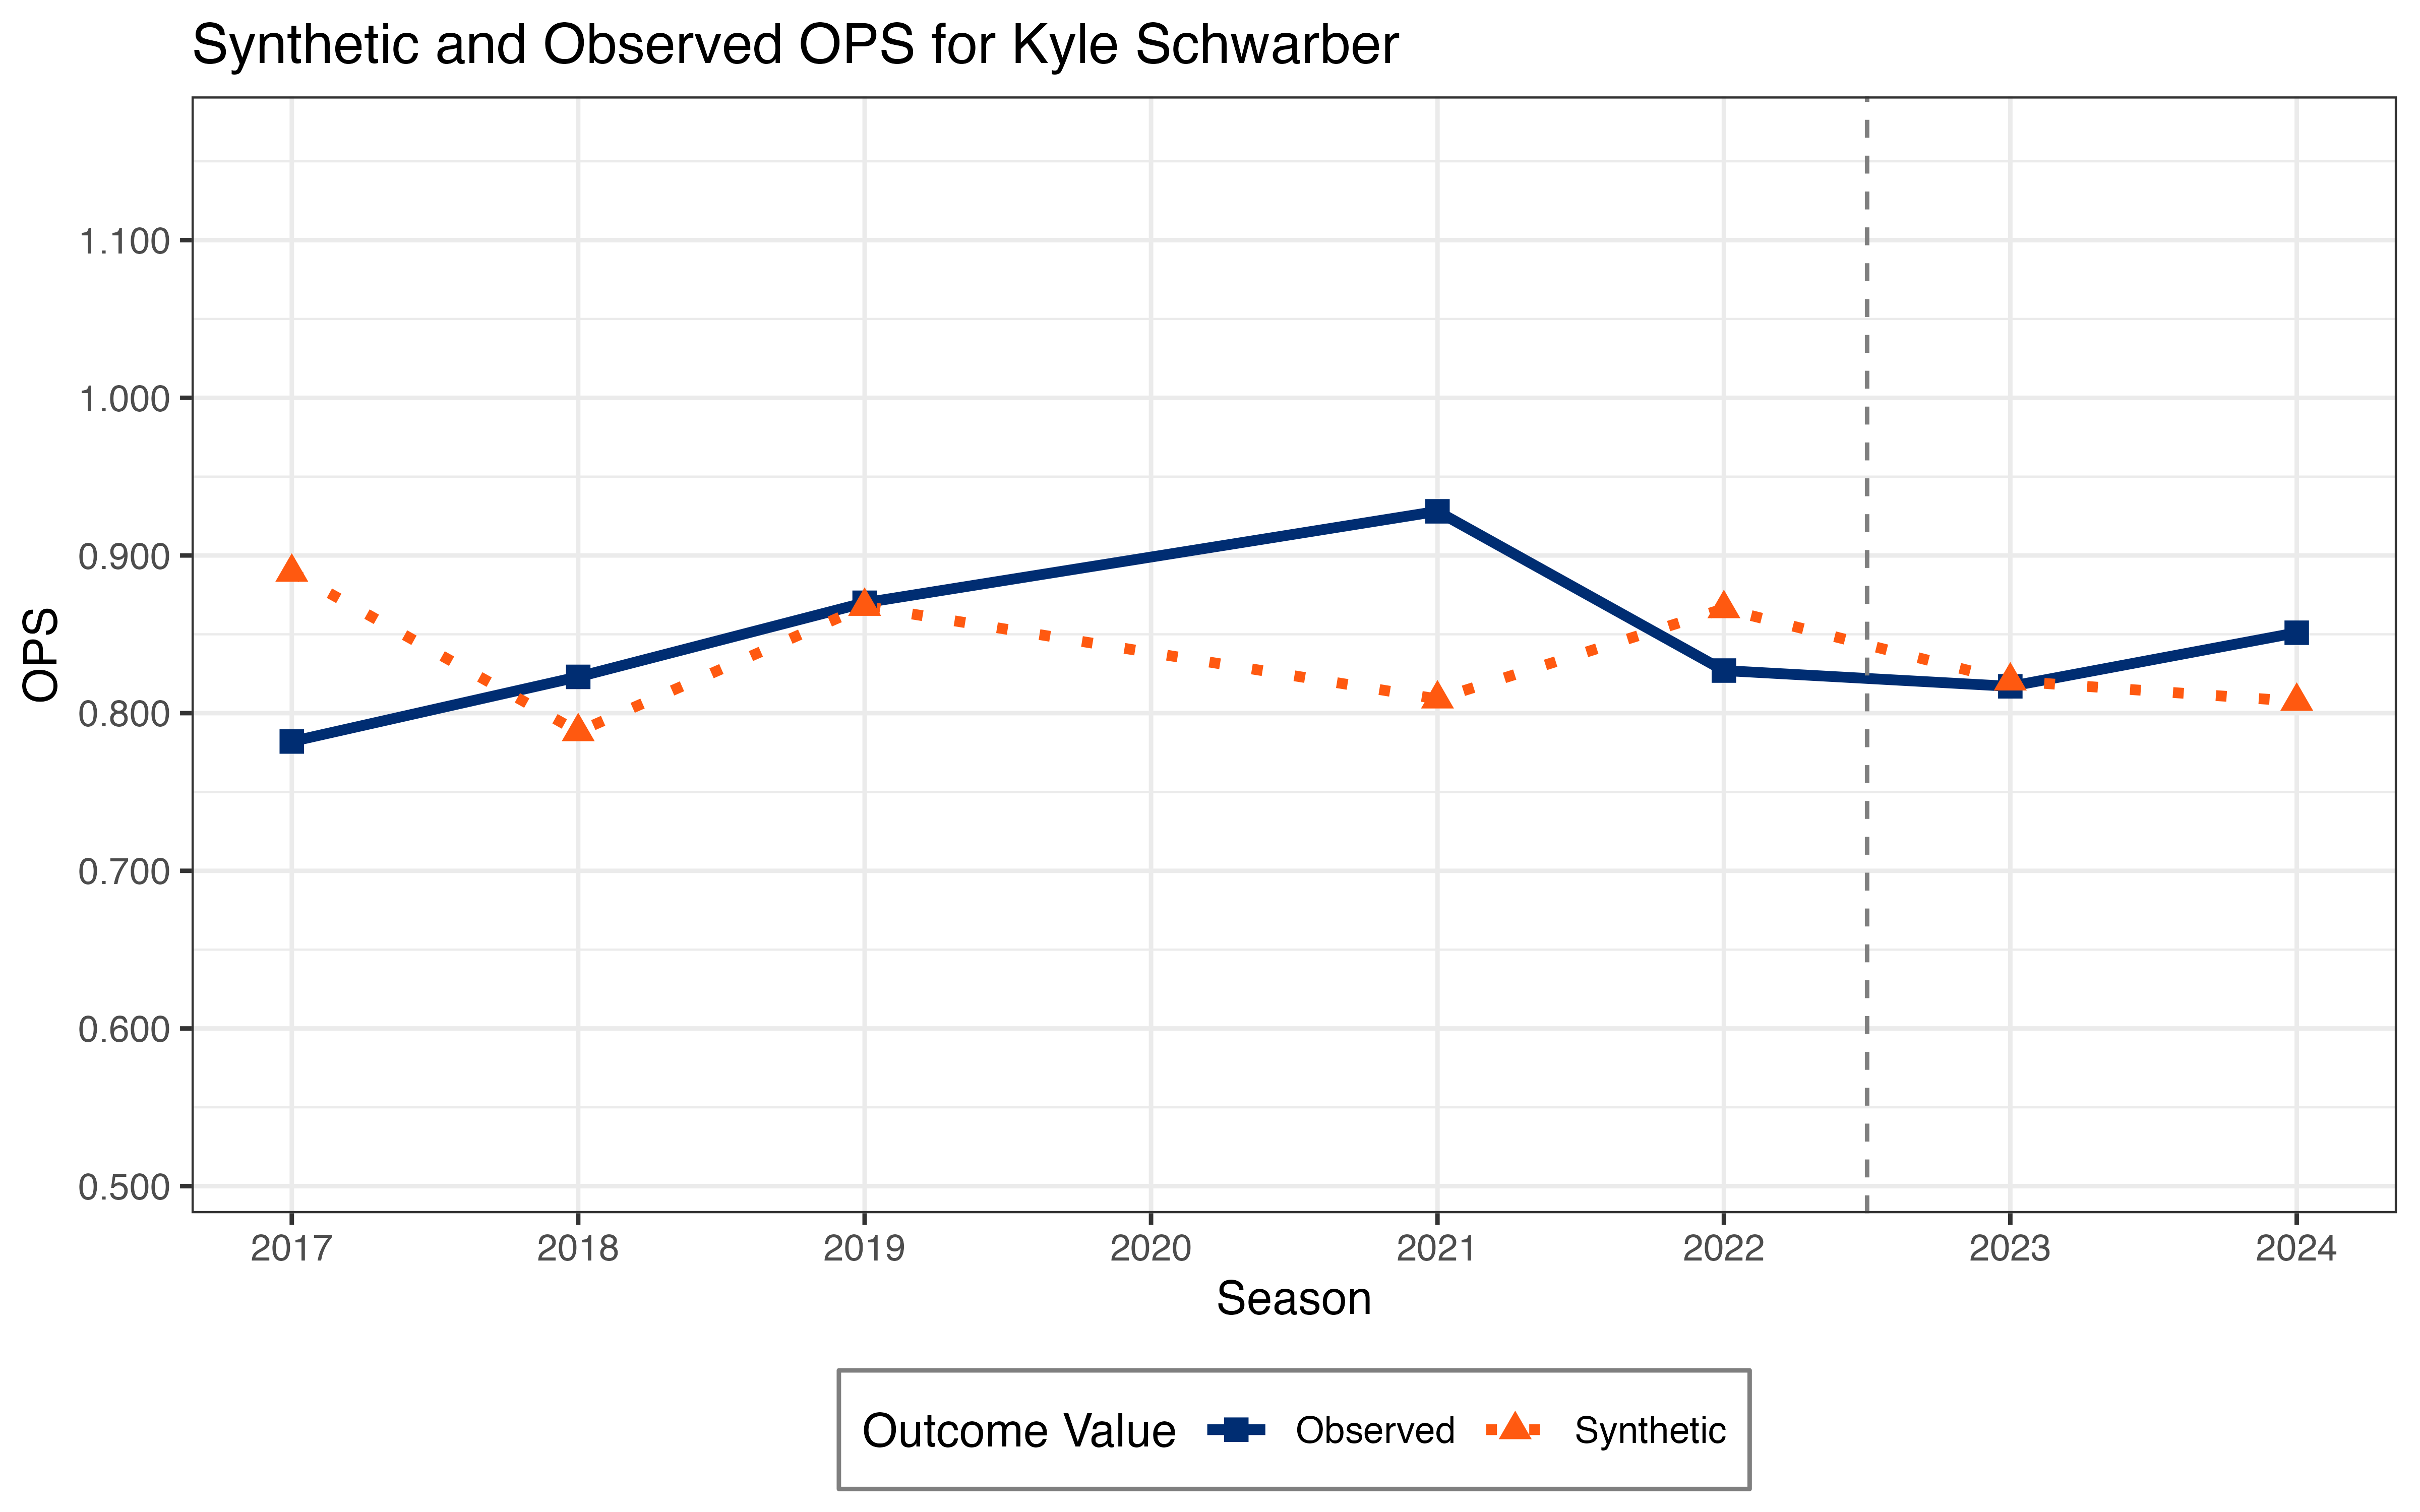 Synthetic and Observed OPS for Kyle Schwarber
OPS
1.100
1.000
0.900
0.800
0.700
0.600
0.500
2017 2018 2019 2020 2021 2022 2023 2024
Season
Outcome Value Observed Synthetic